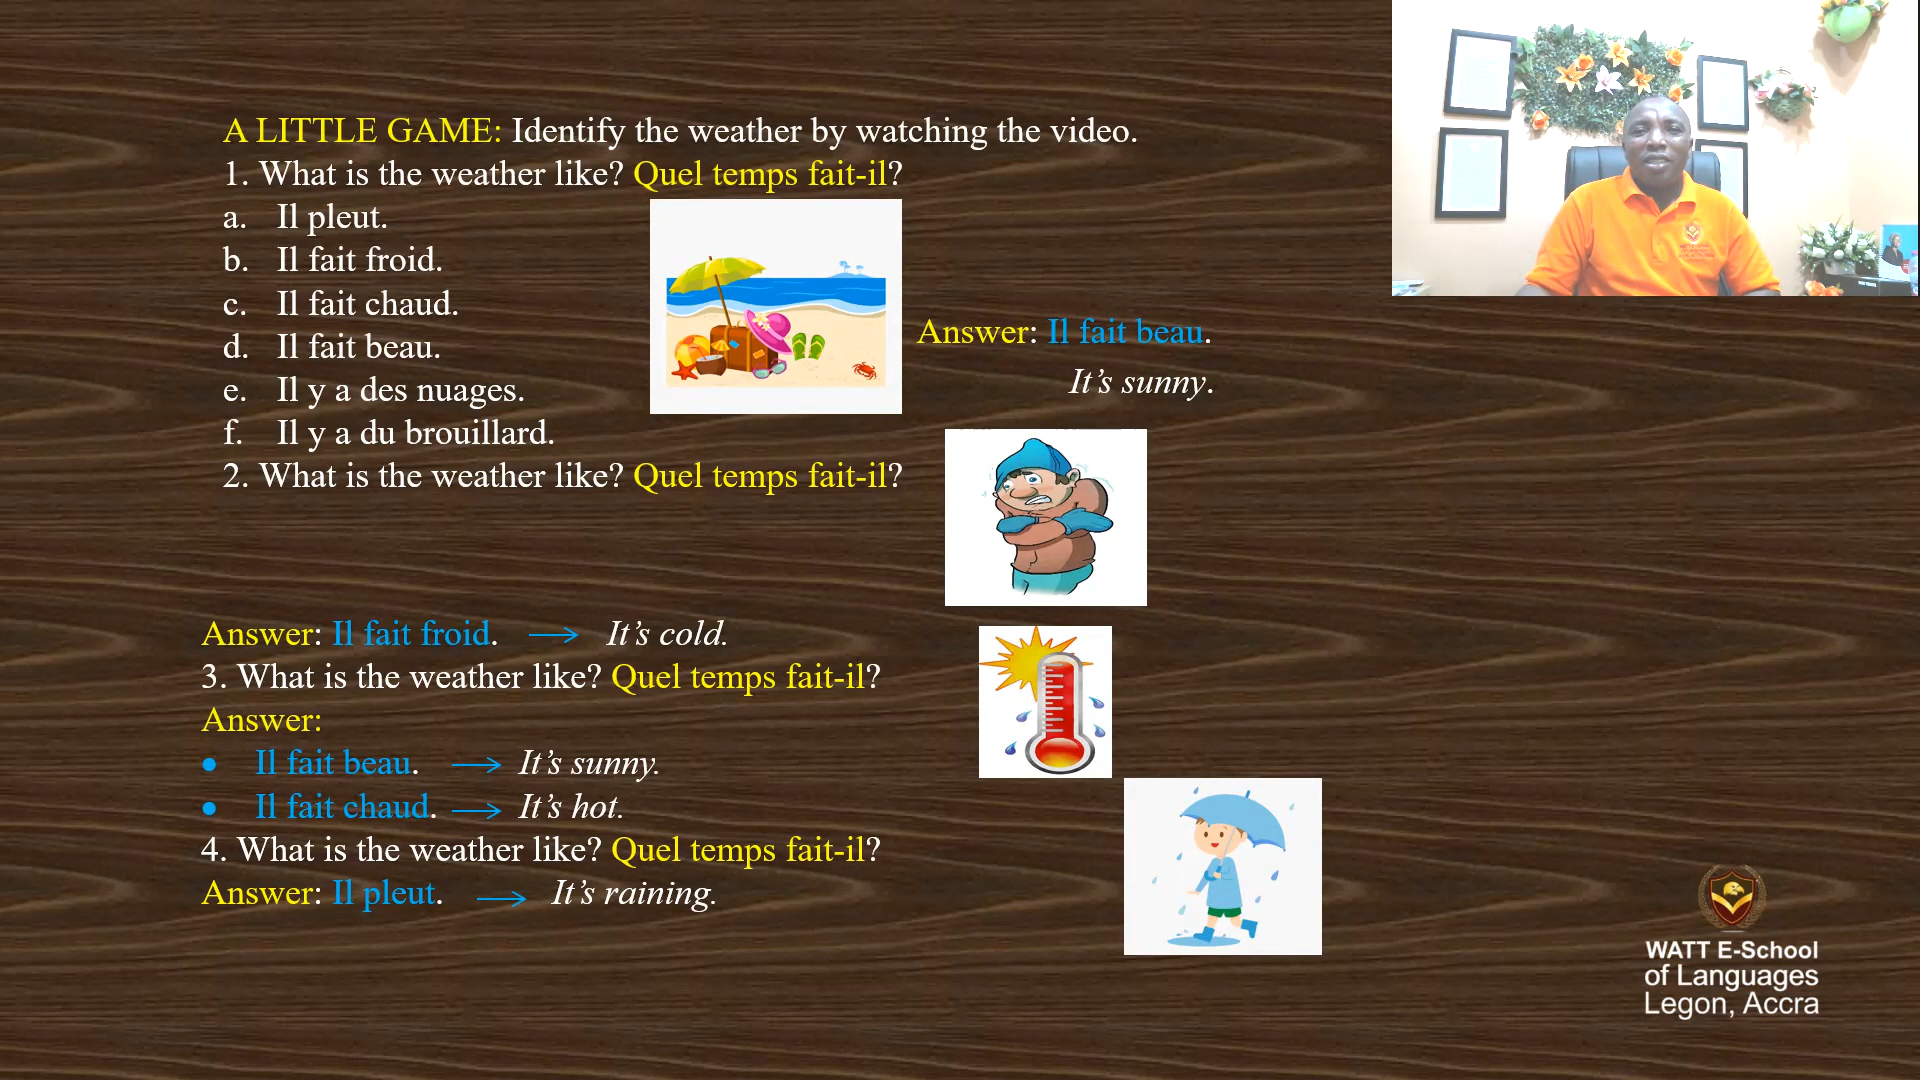 A LITTLE GAME: Identify the weather by watching the video.
1. What is the weather like? Quel temps fait-il?
a. Il pleut.
b. Il fait froid.
c. Il fait chaud.
d. Il fait beau.
e. Il y a des nuages.
f. Il y a du brouillard.
Answer: Il fait beau.
It's sunny.
2. What is the weather like? Quel temps fait-il?
Answer: Il fait froid. → It's cold.
3. What is the weather like? Quel temps fait-il?
Answer:
• Il fait beau. → It's sunny.
• Il fait chaud. → It's hot.
4. What is the weather like? Quel temps fait-il?
Answer: Il pleut. → It's raining.
WATT E-School
of Languages
Legon, Accra